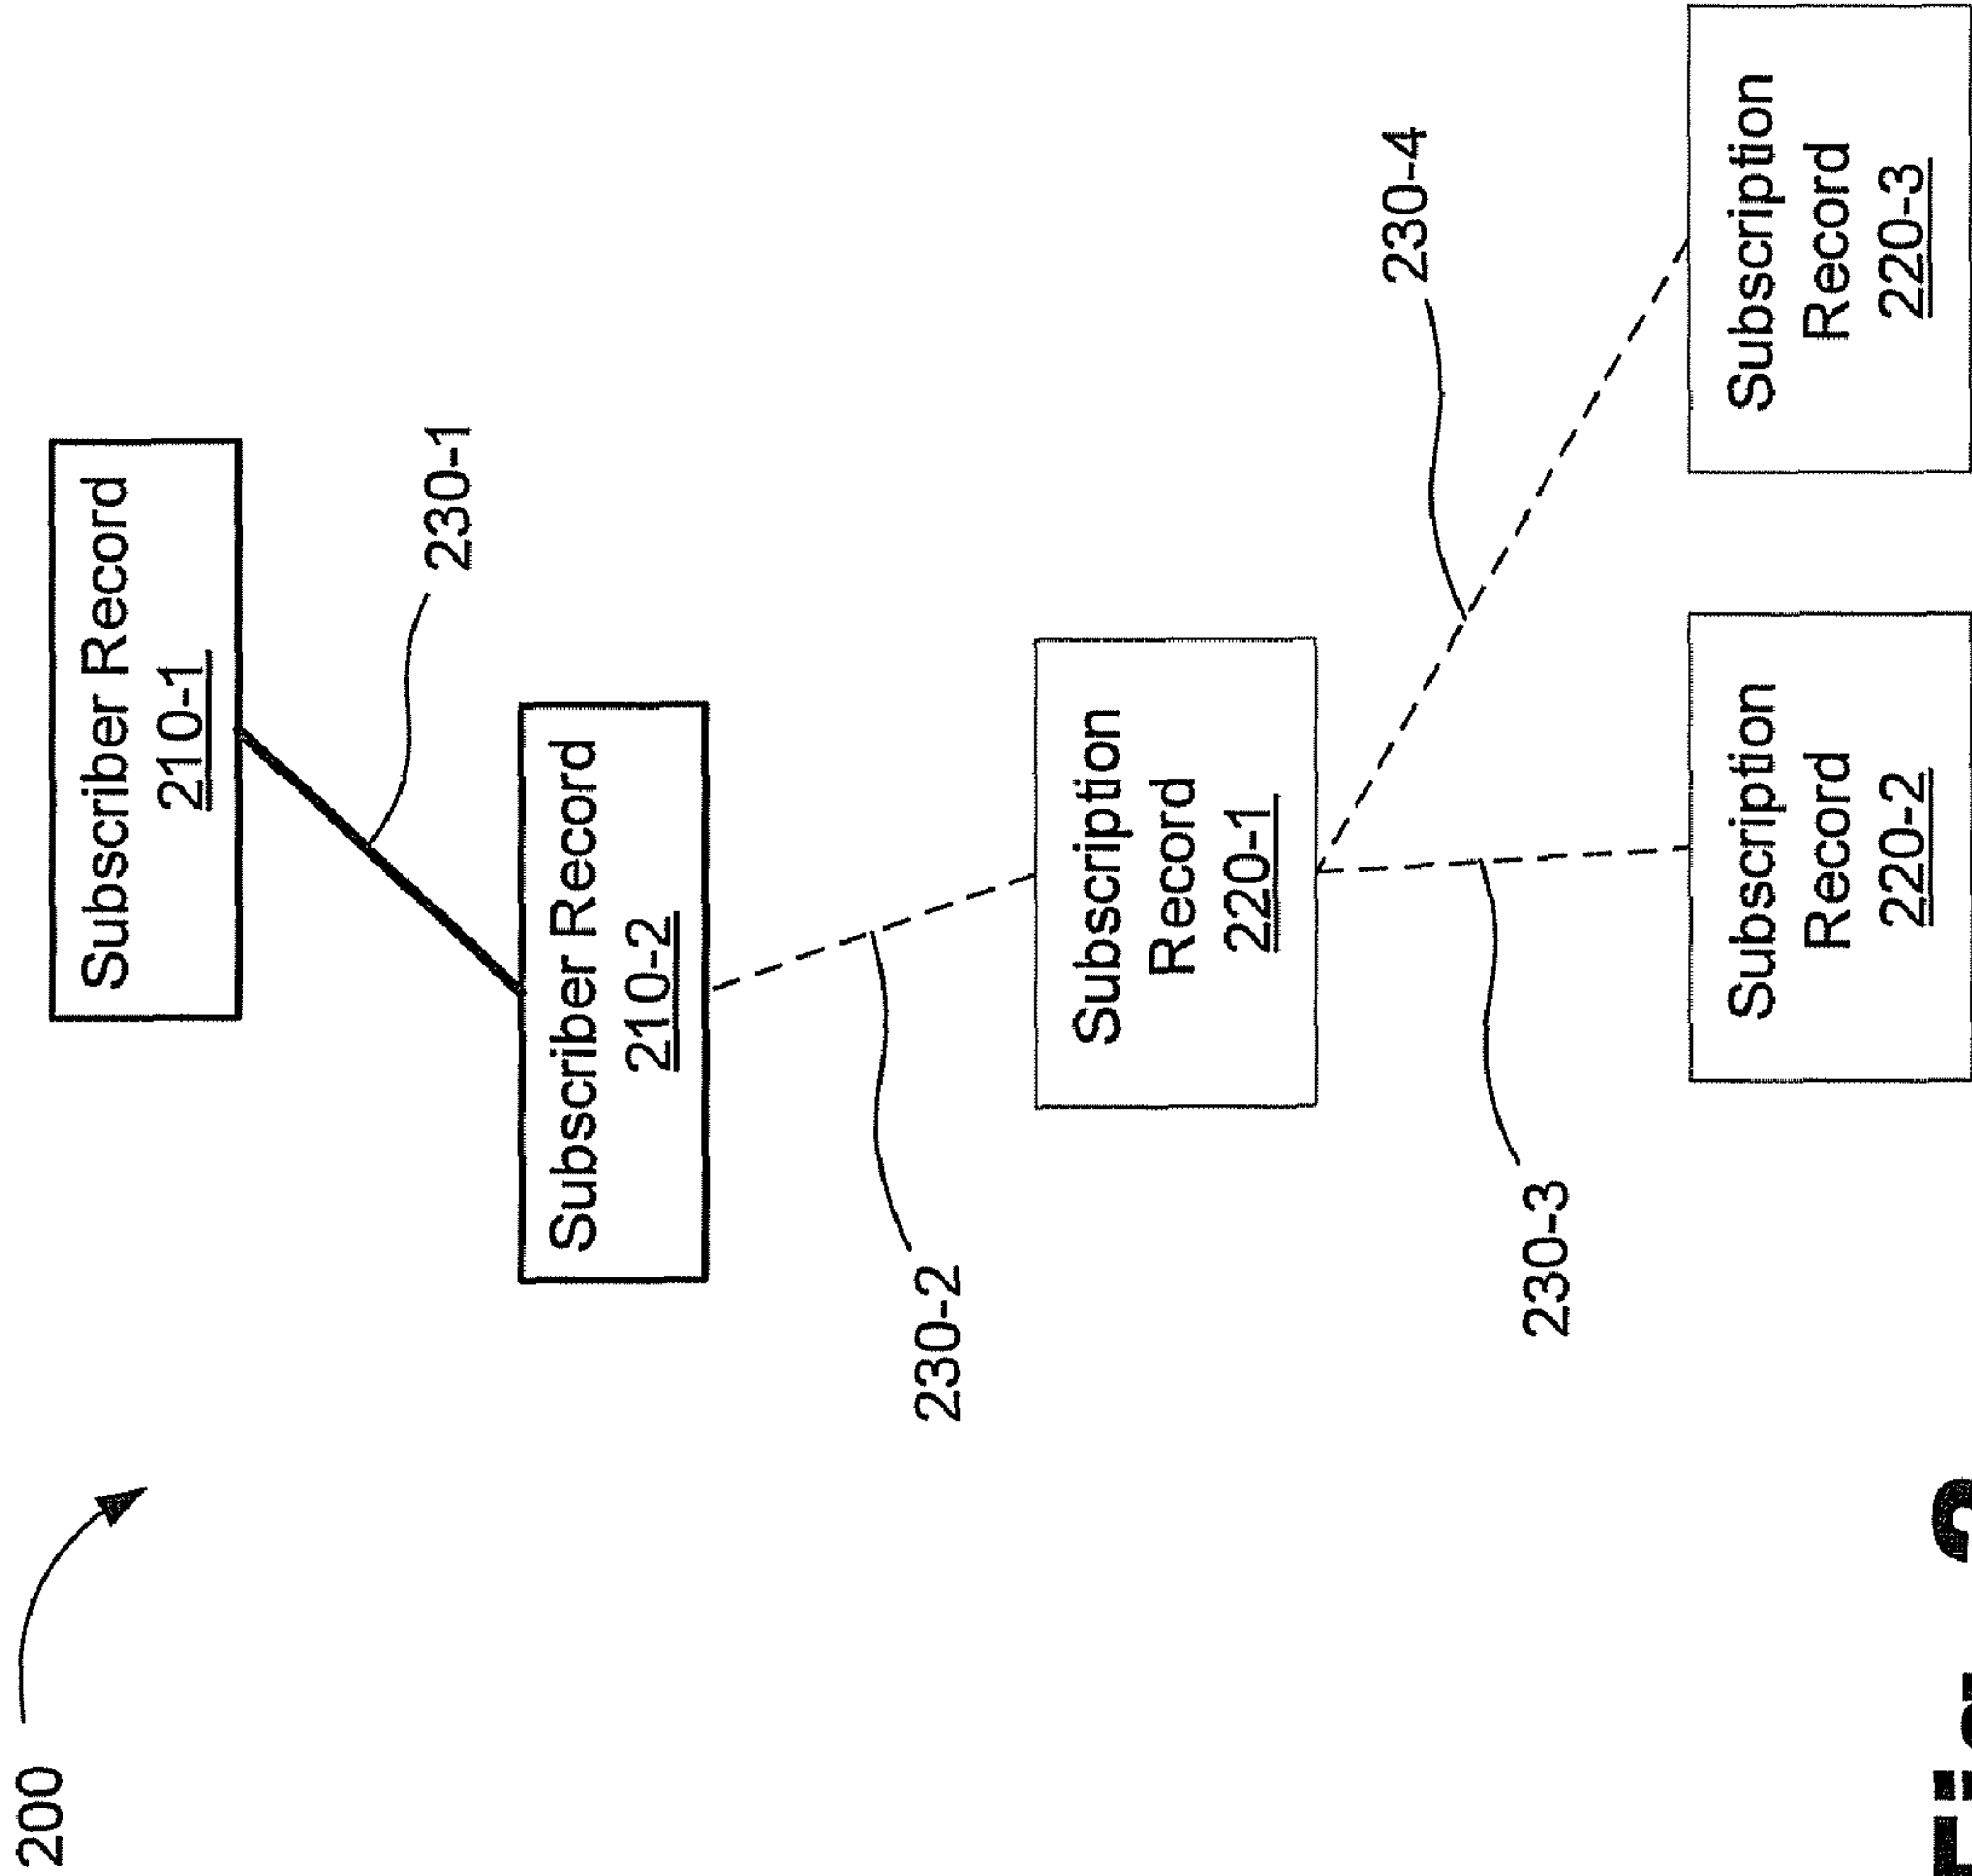 200
Subscriber Record
210-1
230-1
Subscriber Record
210-2
230-2
Subscription
Record
220-1
230-3
230-4
Subscription
Record
220-2
Subscription
Record
220-3